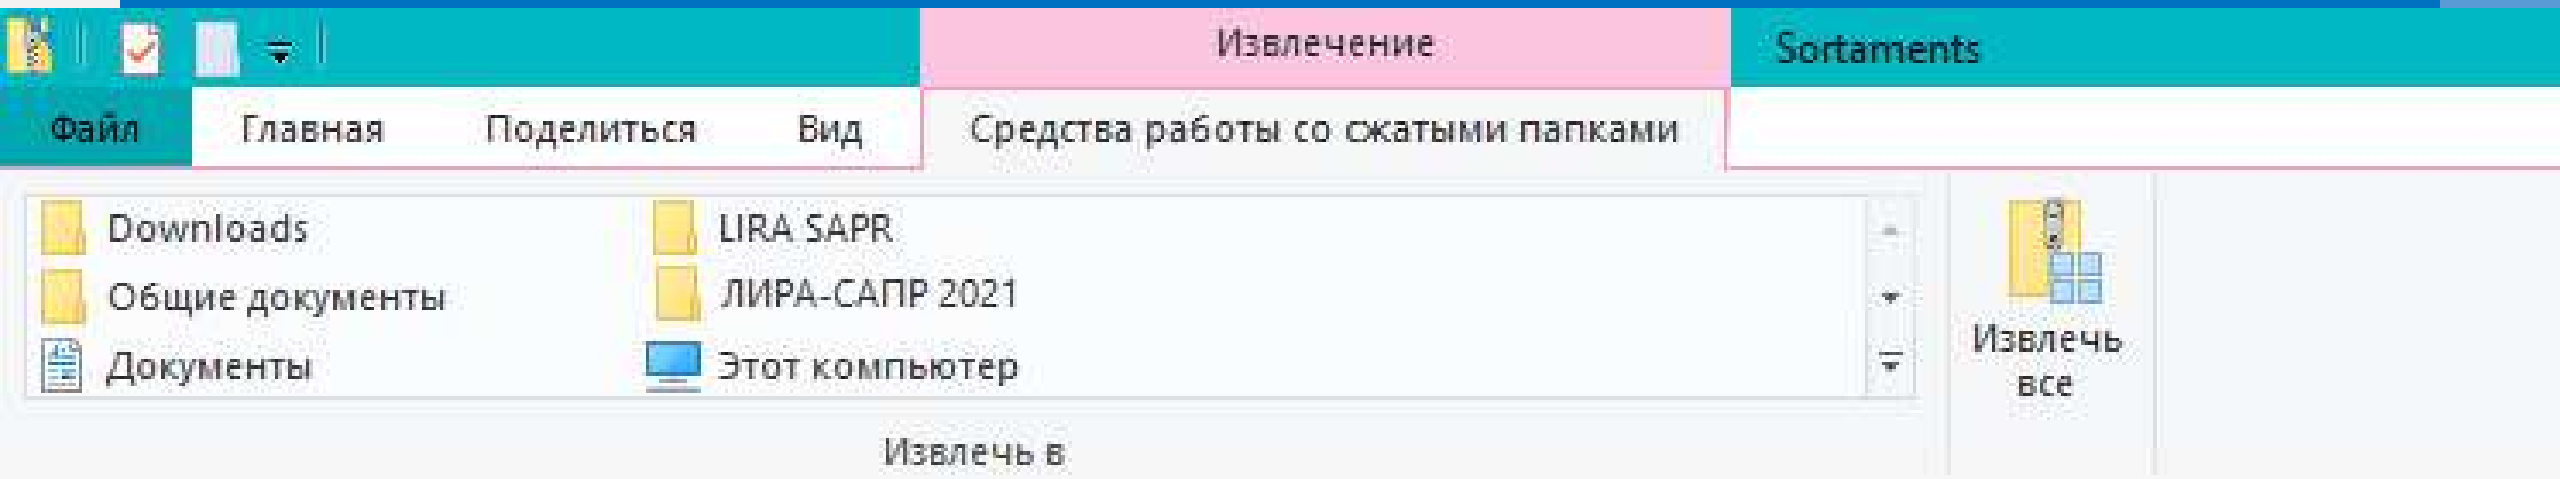 Извлечение
Sortaments
Файл Главная Поделиться Вид Средства работы со сжатыми папками
Downloads LIRA SAPR
Общие документы ЛИРА-САПР 2021
Документы Этот компьютер
Извлечь
все
Извлечь в